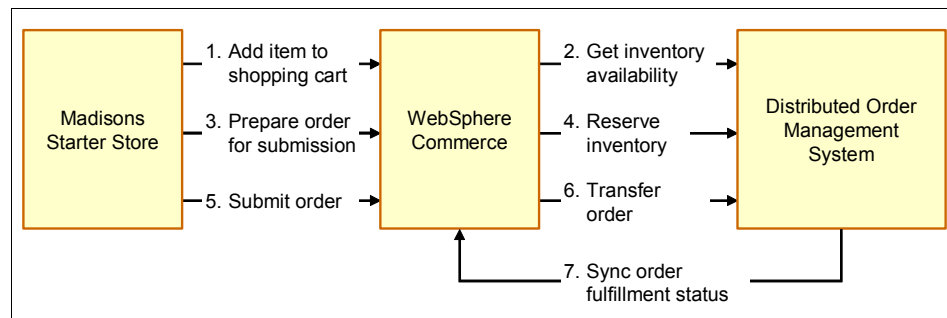 Madisons
Starter Store
1. Add item to
shopping cart
3. Prepare order
for submission
5. Submit order
WebSphere
Commerce
2. Get inventory
availability
4. Reserve
inventory
6. Transfer
order
Distributed Order
Management
System
7. Sync order
fulfillment status